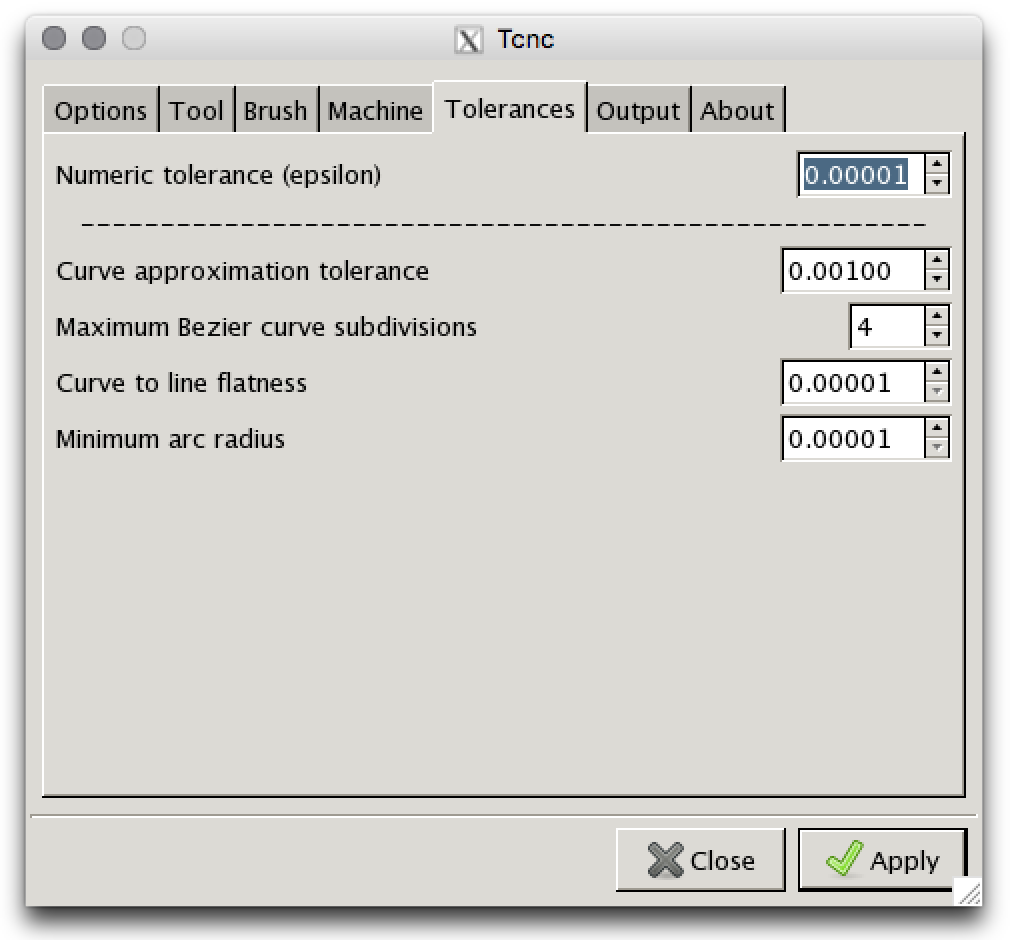 Tcnc
Options Tool Brush Machine Tolerances Output About
Numeric tolerance (epsilon) 0.00001
Curve approximation tolerance 0.00100
Maximum Bezier curve subdivisions 4
Curve to line flatness 0.00001
Minimum arc radius 0.00001
Close Apply